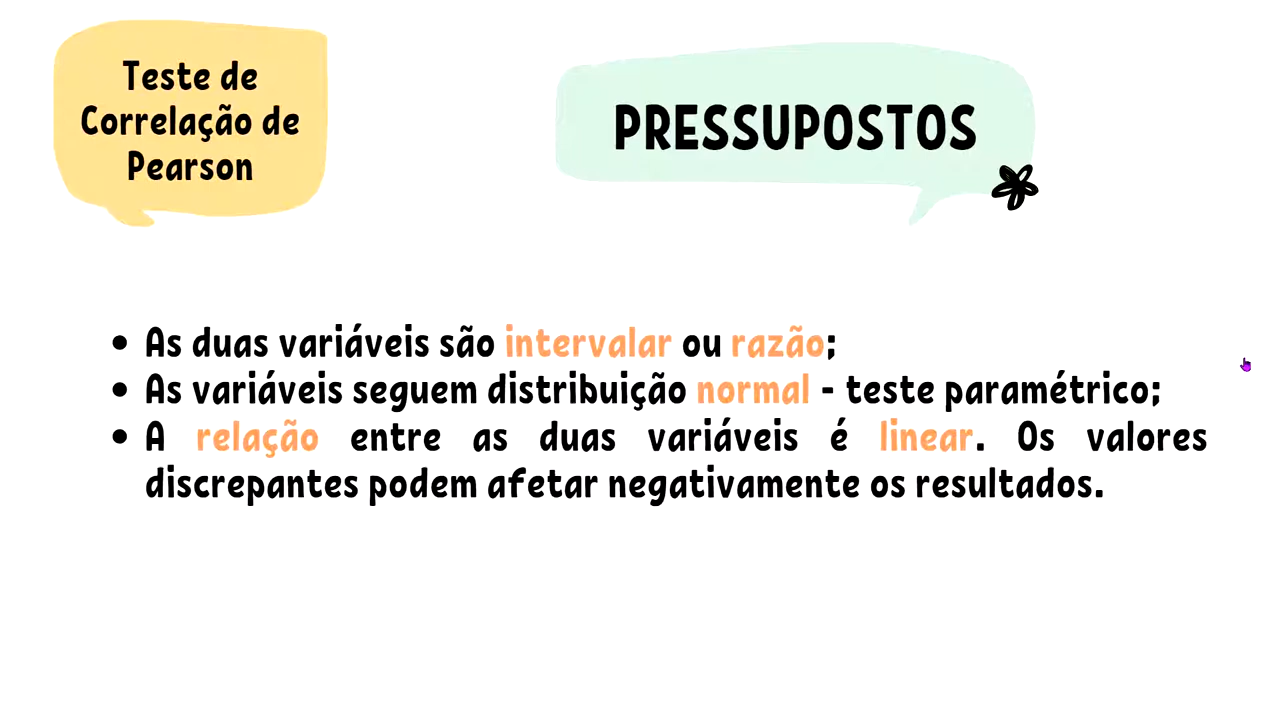 Teste de
Correlação de
Pearson
PRESSUPOSTOS
• As duas variáveis são intervalar ou razão;
• As variáveis seguem distribuição normal - teste paramétrico;
• A relação entre as duas variáveis é linear. Os valores
discrepantes podem afetar negativamente os resultados.